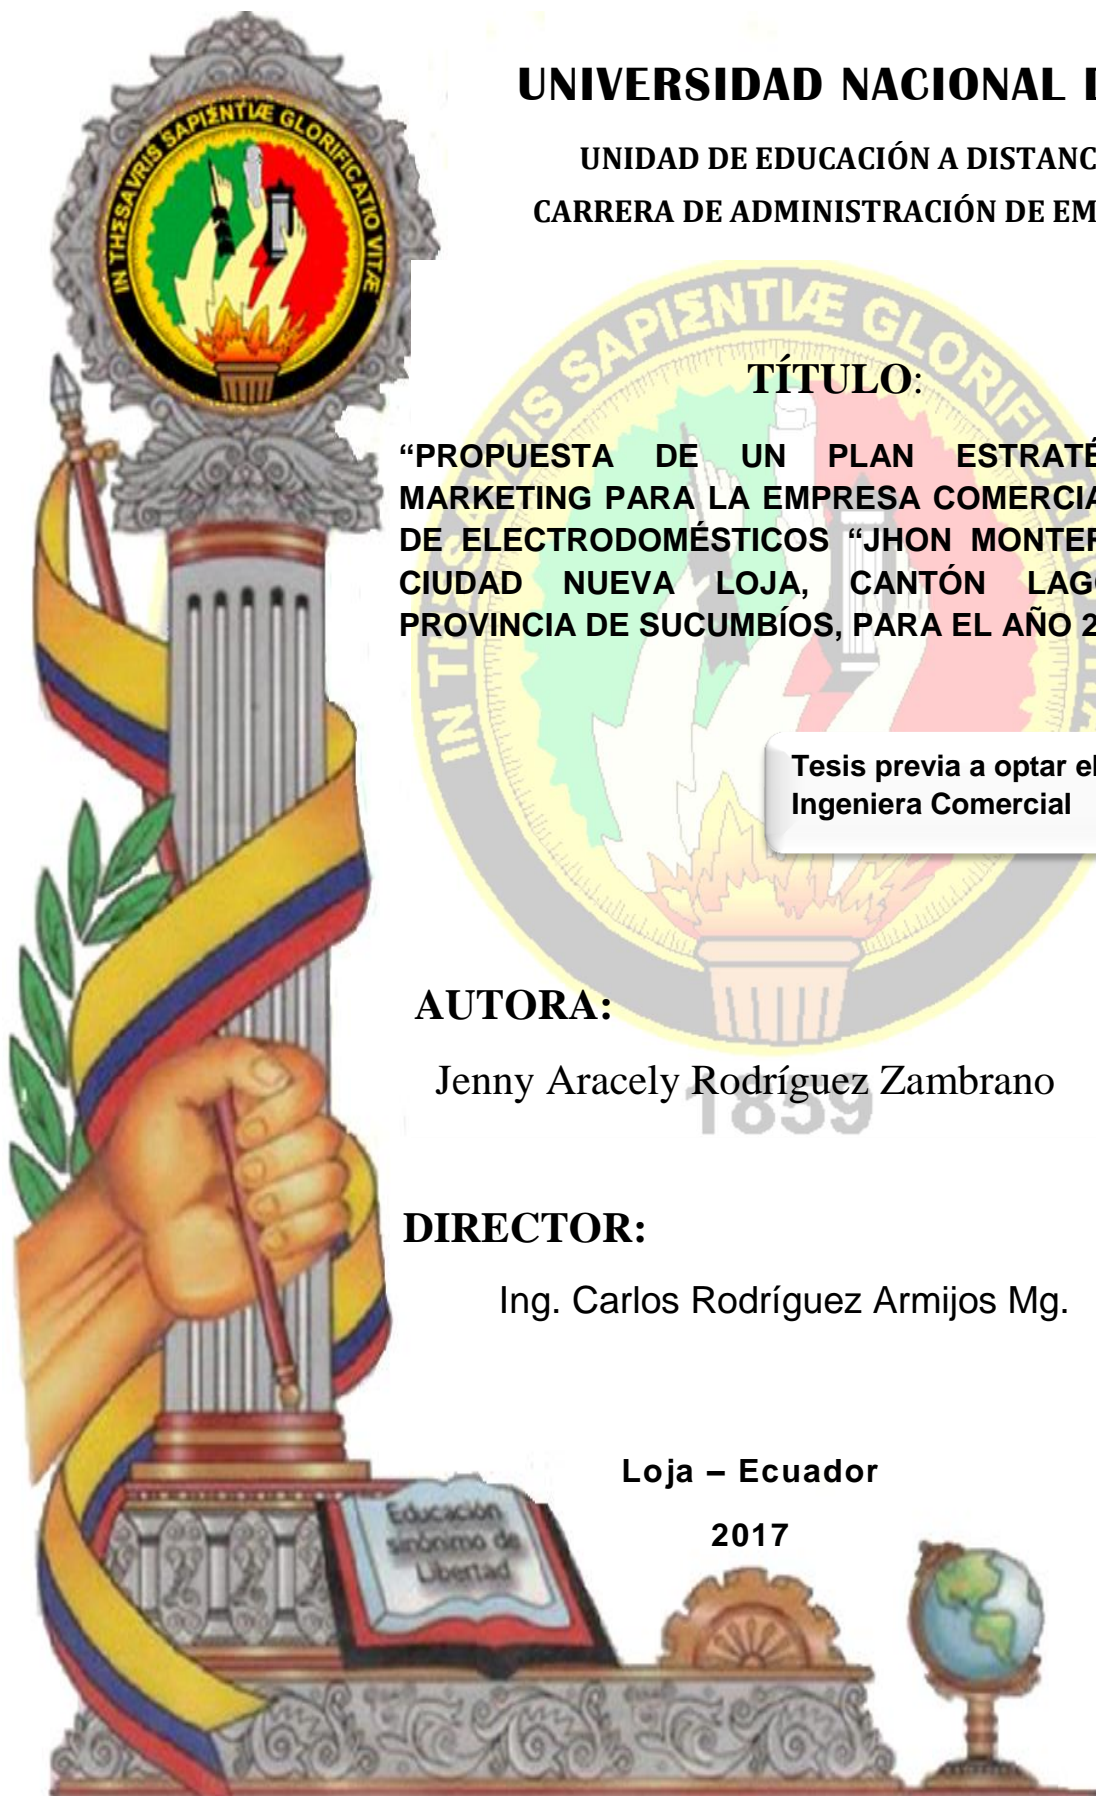 UNIVERSIDAD NACIONAL D
UNIDAD DE EDUCACIÓN A DISTANC
CARRERA DE ADMINISTRACIÓN DE EM
IN THΣSAVRIS SAPIΣNTIÆ GLORIFICATIO VITÆ
TÍTULO:
“PROPUESTA DE UN PLAN ESTRATÉ
MARKETING PARA LA EMPRESA COMERCIA
DE ELECTRODOMÉSTICOS “JHON MONTER
CIUDAD NUEVA LOJA, CANTÓN LAGO
PROVINCIA DE SUCUMBÍOS, PARA EL AÑO 2
Tesis previa a optar el
Ingeniera Comercial
AUTORA:
Jenny Aracely Rodríguez Zambrano
1859
DIRECTOR:
Ing. Carlos Rodríguez Armijos Mg.
Loja – Ecuador
2017
Educación
sinónimo de
Libertad